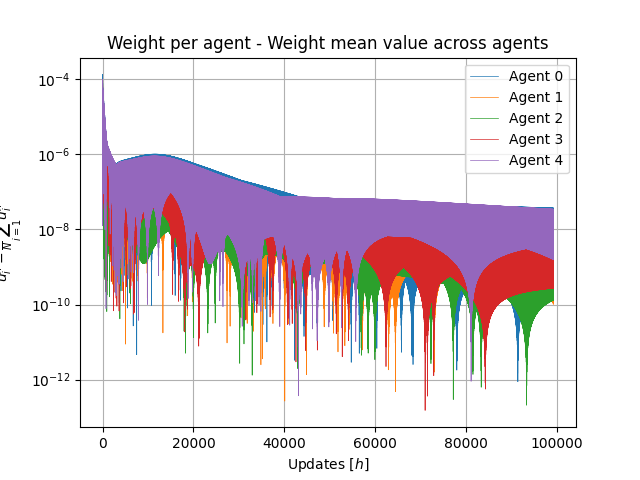 Weight per agent - Weight mean value across agents
Agent 0
Agent 1
Agent 2
Agent 3
Agent 4
10⁻⁴
10⁻⁶
10⁻⁸
10⁻¹⁰
10⁻¹²
0
20000
40000
60000
80000
100000
Updates [h]